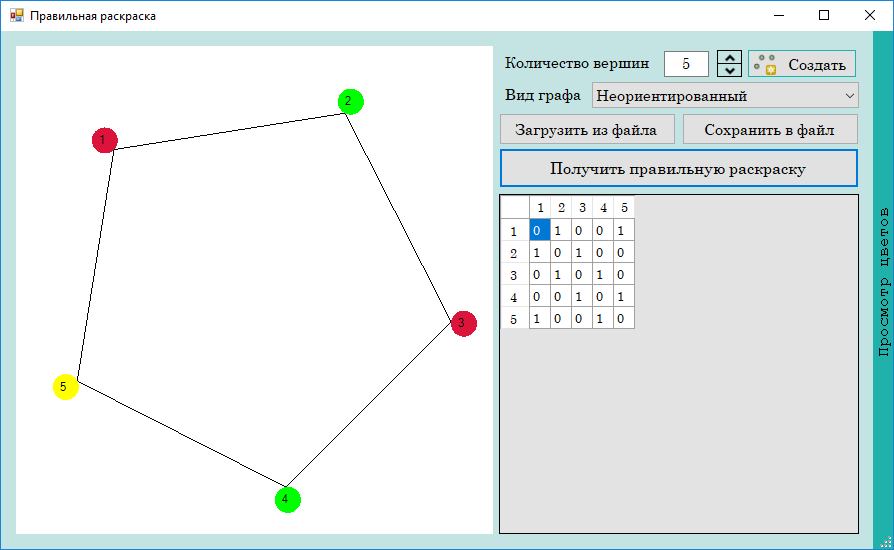 Правильная раскраска
Количество вершин 5 Создать
Вид графа Неориентированный
Загрузить из файла Сохранить в файл
Получить правильную раскраску
1 2 3 4 5
1 0 1 0 0 1
2 1 0 1 0 0
3 0 1 0 1 0
4 0 0 1 0 1
5 1 0 0 1 0
2
1
3
5
4
Просмотр цветов